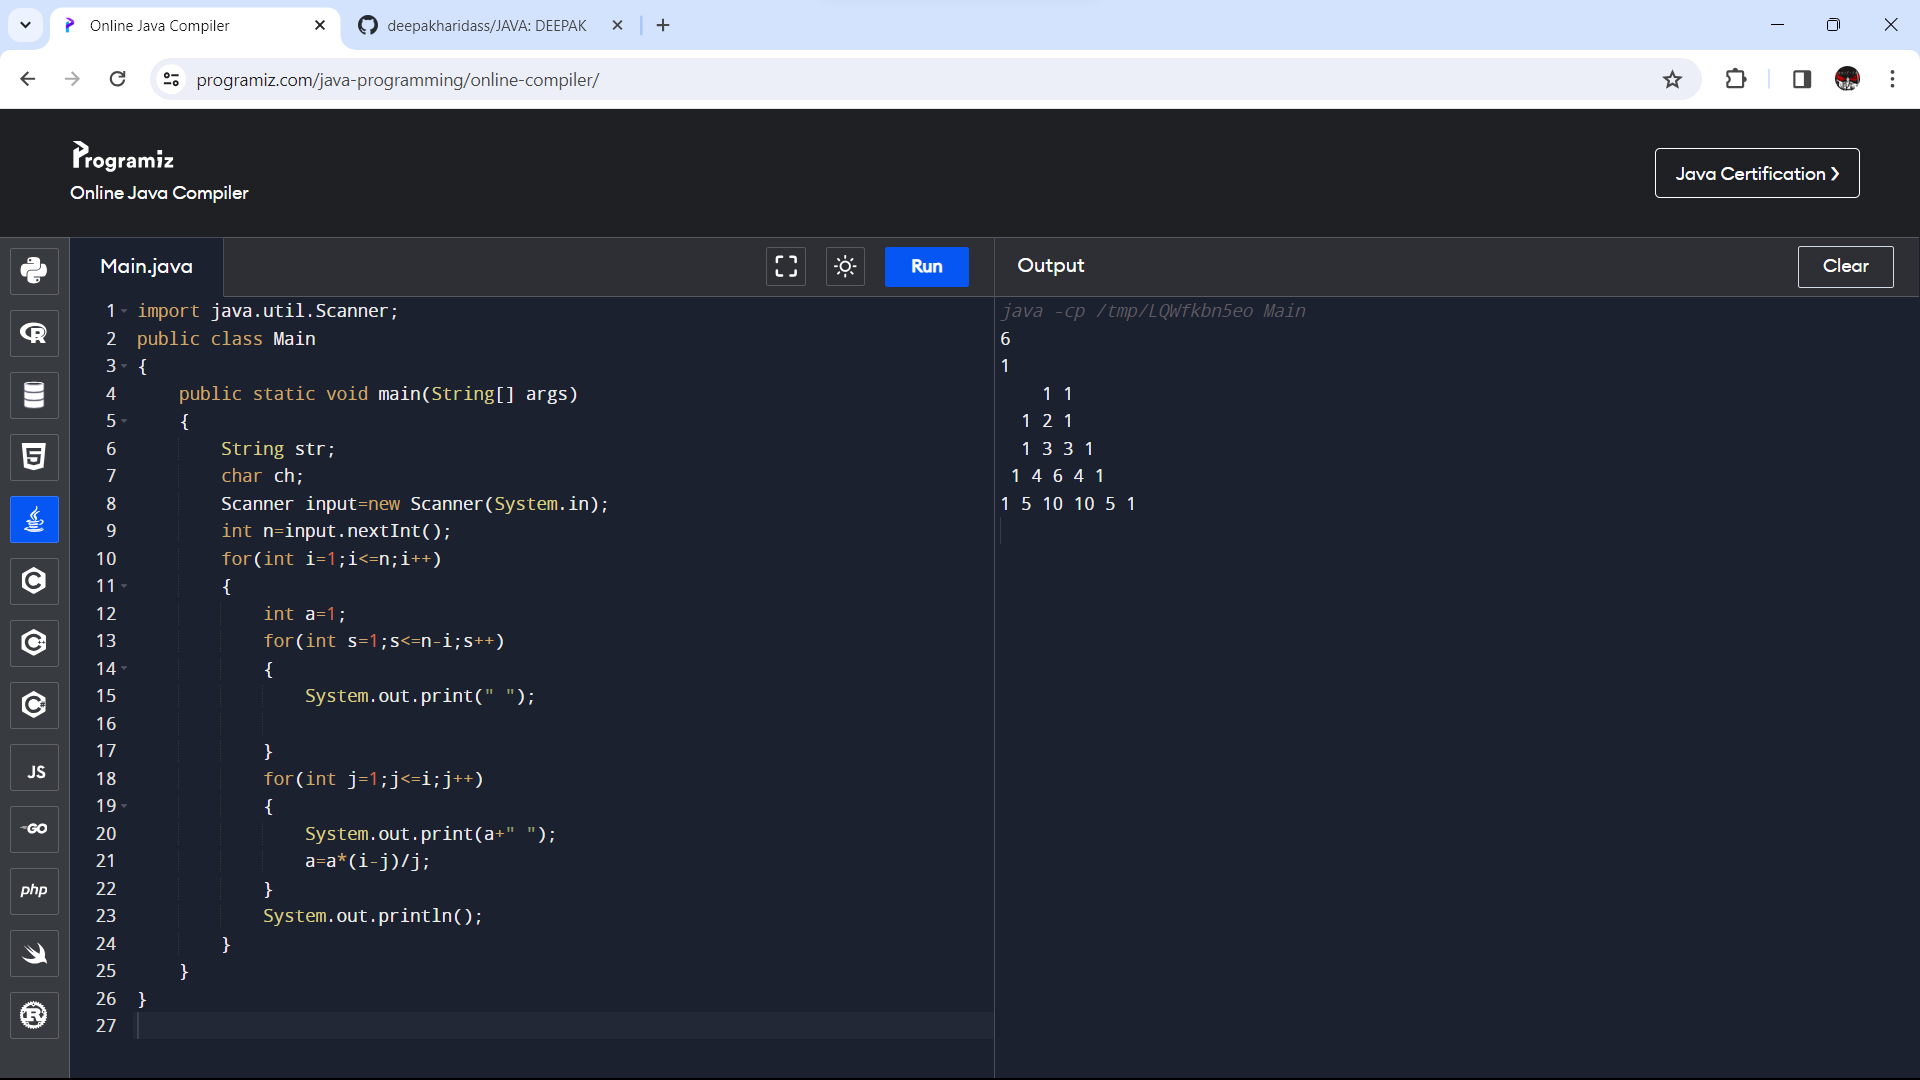 Online Java Compiler
deepakharidass/JAVA: DEEPAK
programiz.com/java-programming/online-compiler/
Programiz
Online Java Compiler
Java Certification ❯
Main.java
Run
Output
Clear
1 import java.util.Scanner;
2 public class Main
3 {
4     public static void main(String[] args)
5     {
6         String str;
7         char ch;
8         Scanner input=new Scanner(System.in);
9         int n=input.nextInt();
10         for(int i=1;i<=n;i++)
11         {
12             int a=1;
13             for(int s=1;s<=n-i;s++)
14             {
15                 System.out.print(" ");
16
17             }
18             for(int j=1;j<=i;j++)
19             {
20                 System.out.print(a+" ");
21                 a=a*(i-j)/j;
22             }
23             System.out.println();
24         }
25     }
26 }
27
java -cp /tmp/LQWfkbn5eo Main
6
1
    1 1
  1 2 1
  1 3 3 1
 1 4 6 4 1
1 5 10 10 5 1
R
5
C
C
C
JS
GO
php
R